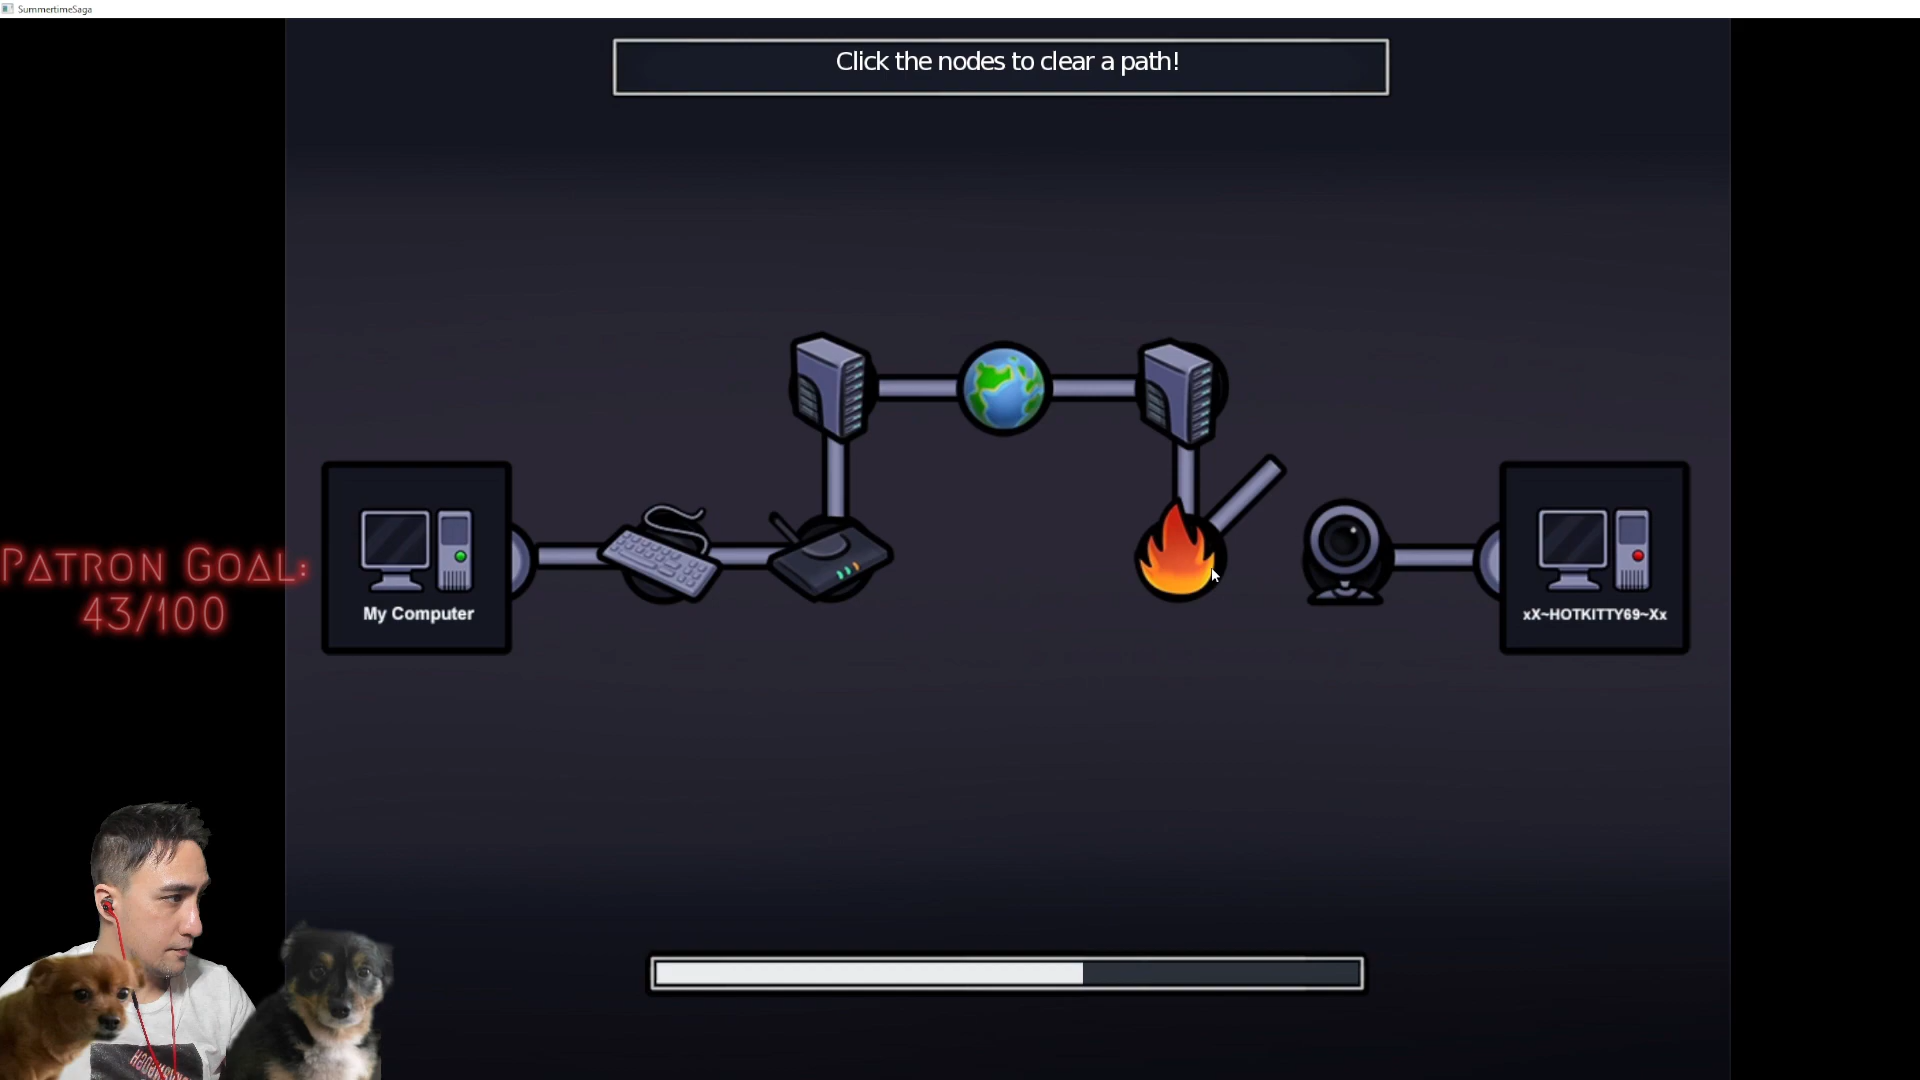 SummertimeSaga
Click the nodes to clear a path!
PATRON GOAL:
43/100
My Computer
xX~HOTKITTY69~Xx